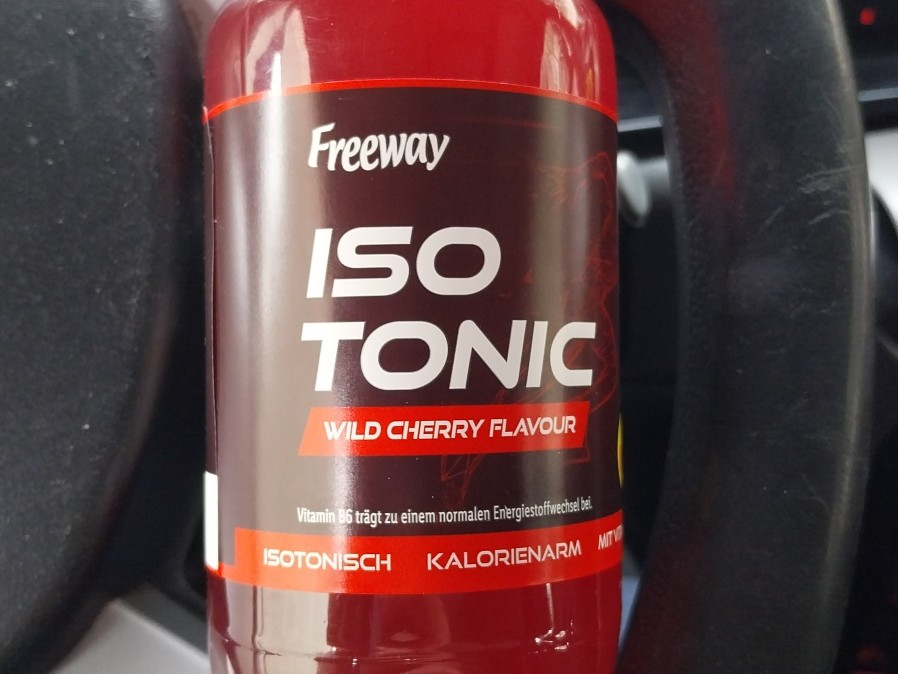 Freeway
ISO
TONIC
WILD CHERRY FLAVOUR
Vitamin B6 trägt zu einem normalen Energiestoffwechsel bei.
ISOTONISCH KALORIENARM MIT